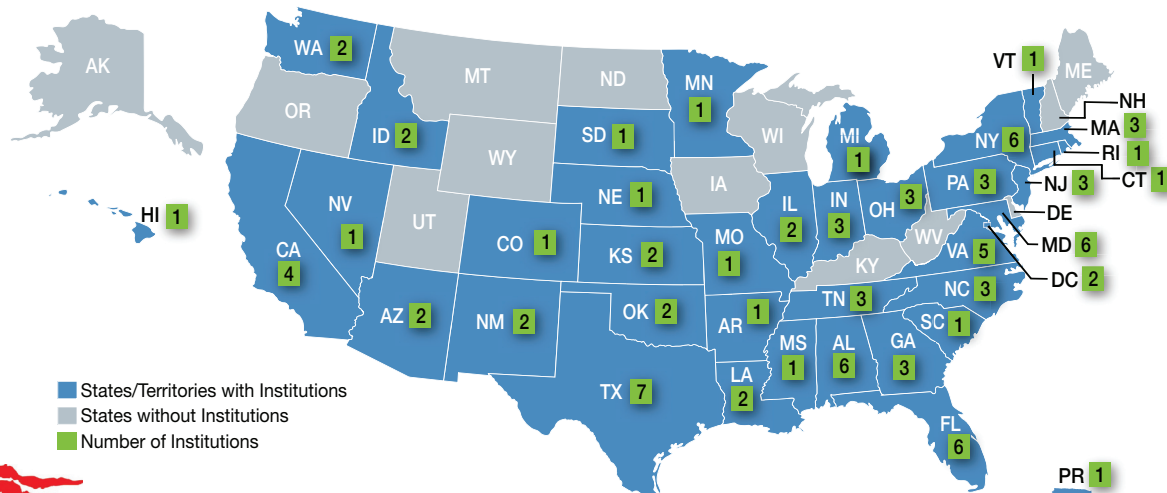 AK
WA 2
MT
ND
MN
1
VT 1
ME
OR
ID 2
SD 1
WI
MI
1
NY 6
NH
MA 3
RI 1
CT 1
WY
IA
PA 3
NJ 3
NE 1
HI 1
NV
1
UT
IL
2
IN
3
OH 3
DE
MD 6
DC 2
CO 1
KS 2
MO
1
WV
VA 5
KY
CA
4
NC 3
TN 3
AZ 2
NM 2
OK 2
AR 1
SC 1
MS
1
AL
6
GA
3
TX 7
LA
2
FL
6
PR 1
States/Territories with Institutions
States without Institutions
Number of Institutions